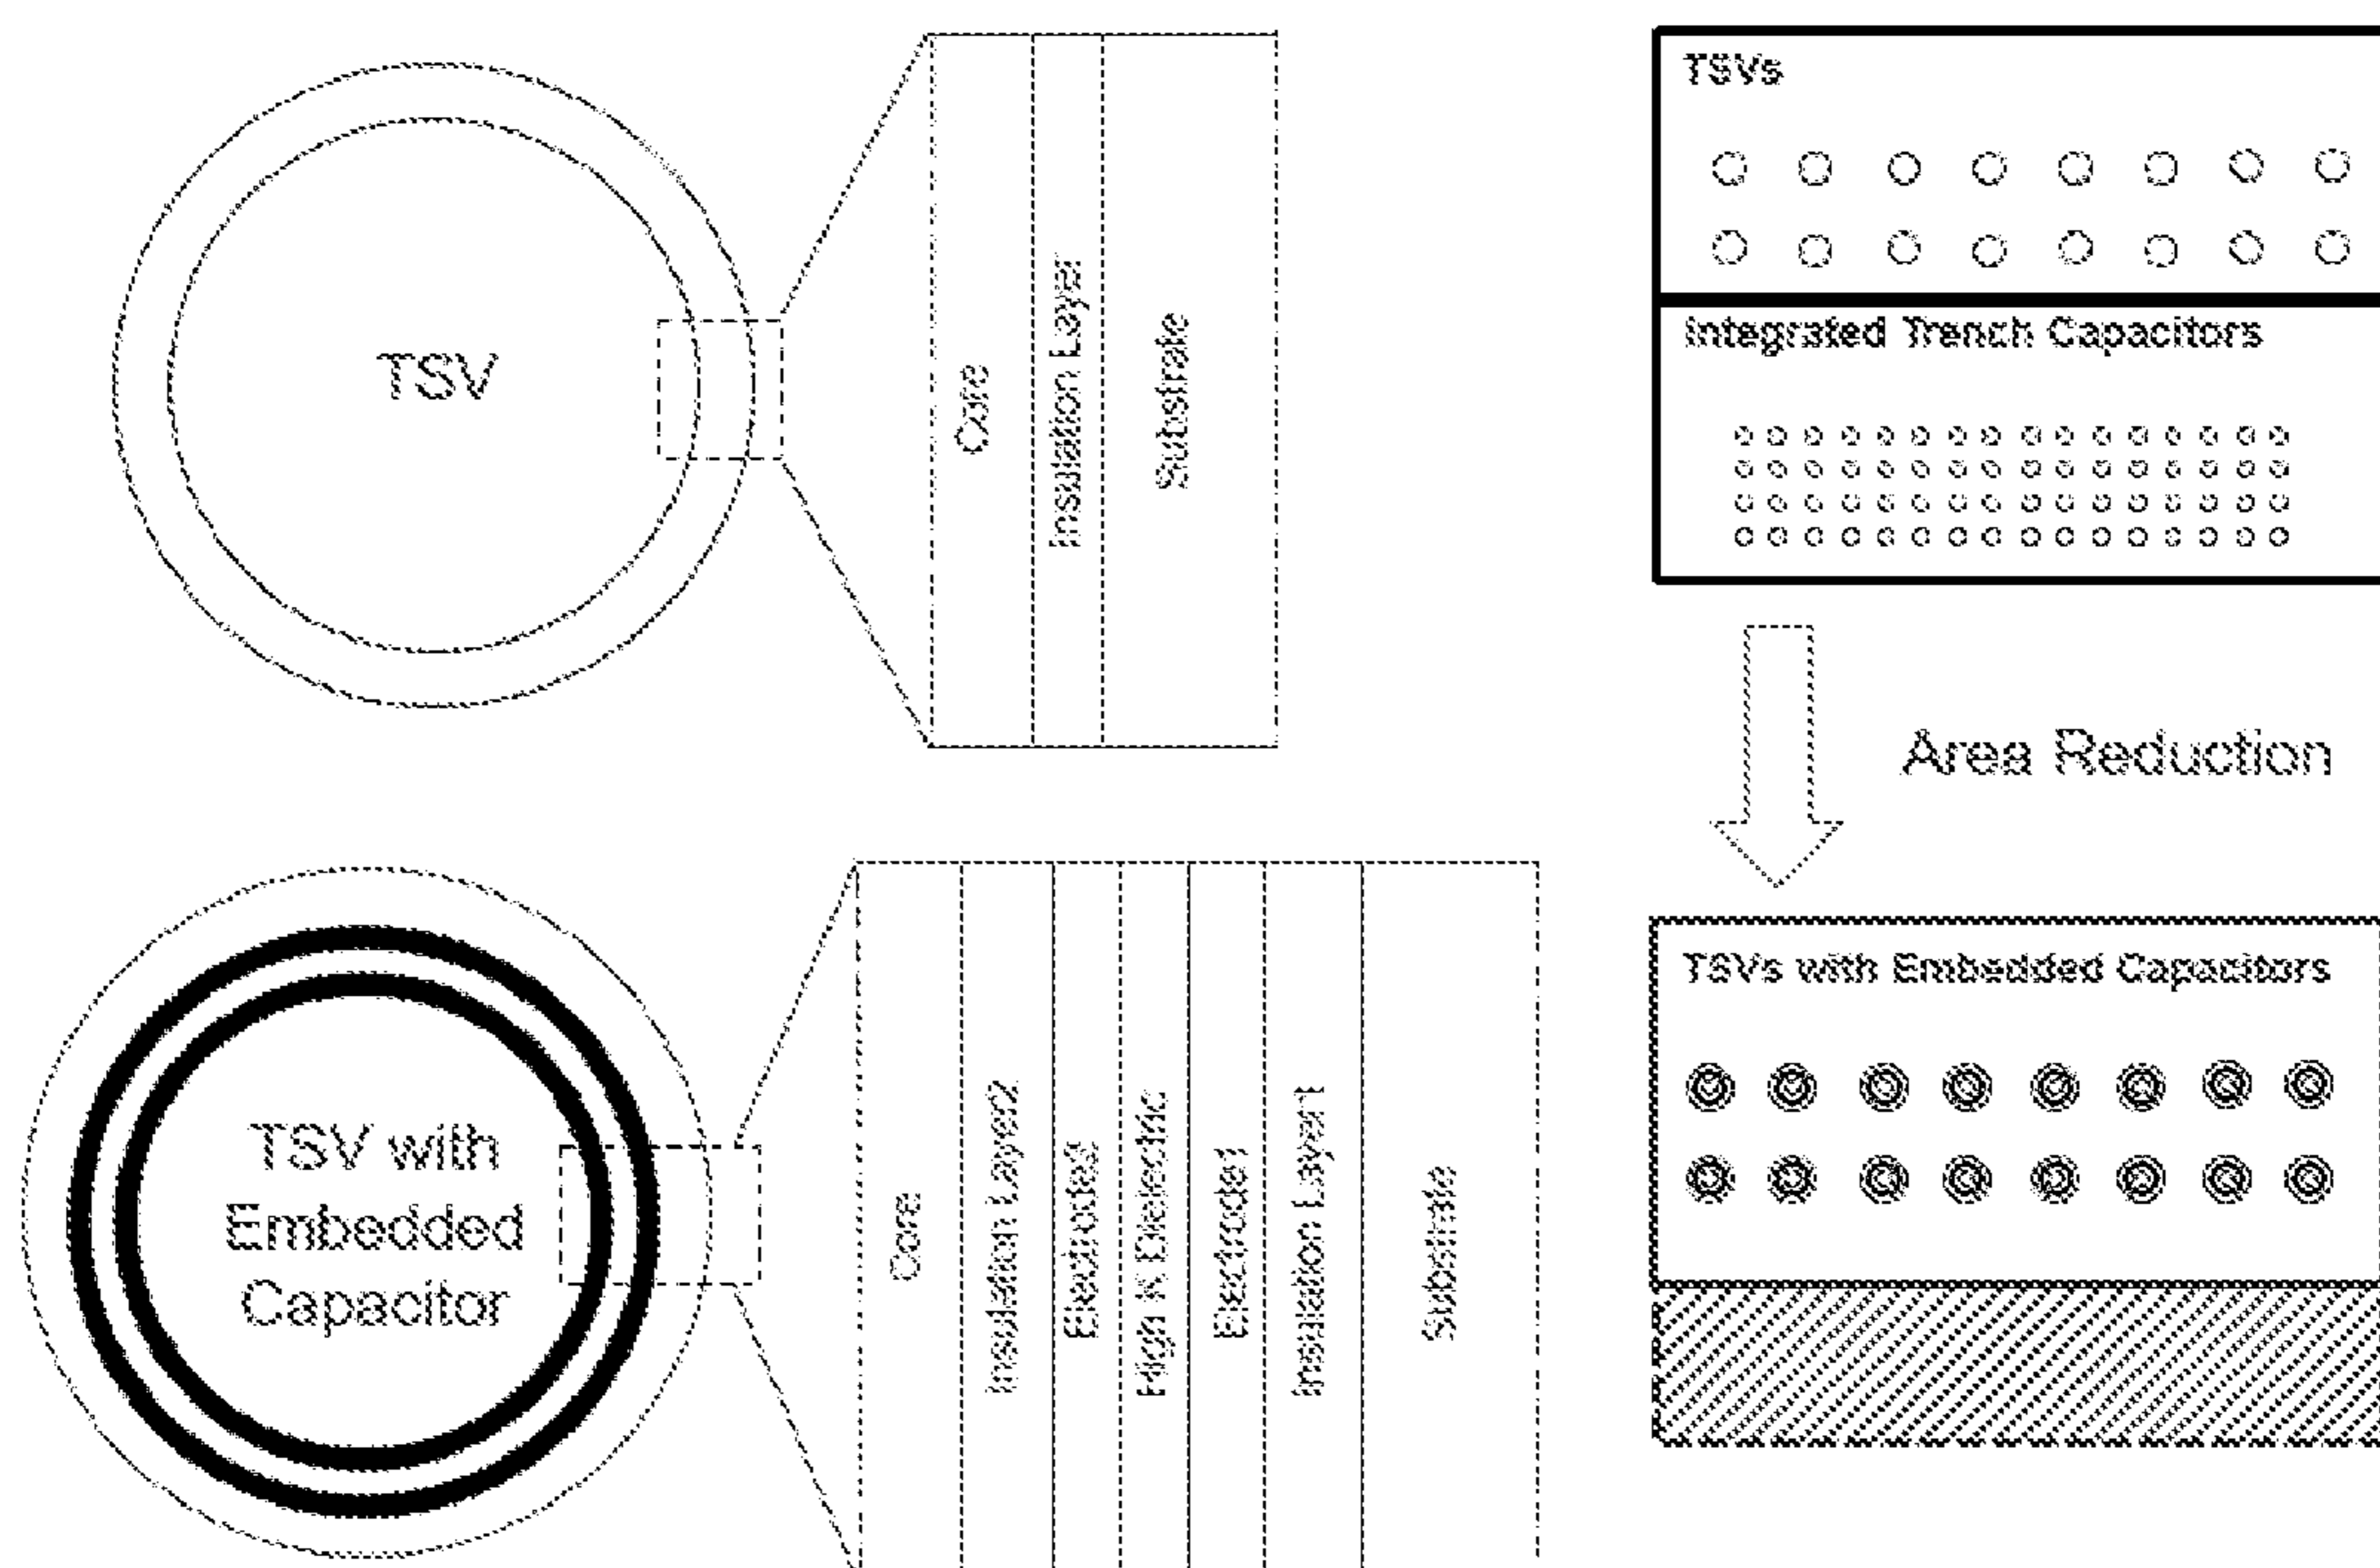 TSV
Core
Insulation Layer
Substrate
TSVs
Integrated Trench Capacitors
Area Reduction
TSV with
Embedded
Capacitor
Core
Insulation Layer2
Electrode2
High K Dielectric
Electrode1
Insulation Layer1
Substrate
TSVs with Embedded Capacitors